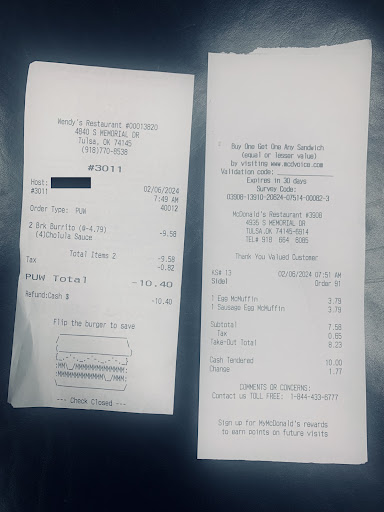 Wendy's Restaurant #00013820
4840 S MEMORIAL DR
Tulsa, OK 74145
(918)770-8538
#3011
Host:
#3011
02/06/2024
7:49 AM
40012
Order Type: PUW
2 Brk Burrito (@-4.79) -9.58
(4)Cholula Sauce
Total Items 2 -9.58
Tax -0.82
PUW Total -10.40
Refund:Cash $ -10.40
Flip the burger to save
--- Check Closed ---
Buy One Get One Any Sandwich
(equal or lesser value)
by visiting www.mcdvoice.com
Validation code:
Expires in 30 days
Survey Code:
03908-13910-20624-07514-00082-3
McDonald's Restaurant #3908
4935 S MEMORIAL DR
TULSA,OK 74145-6914
TEL# 918 664 6085
Thank You Valued Customer
KS# 13 02/06/2024 07:51 AM
Side1 Order 91
1 Egg McMuffin 3.79
1 Sausage Egg McMuffin 3.79
Subtotal 7.58
Tax 0.65
Take-Out Total 8.23
Cash Tendered 10.00
Change 1.77
COMMENTS OR CONCERNS:
Contact us TOLL FREE: 1-844-433-6777
Sign up for MyMcDonald's rewards
to earn points on future visits